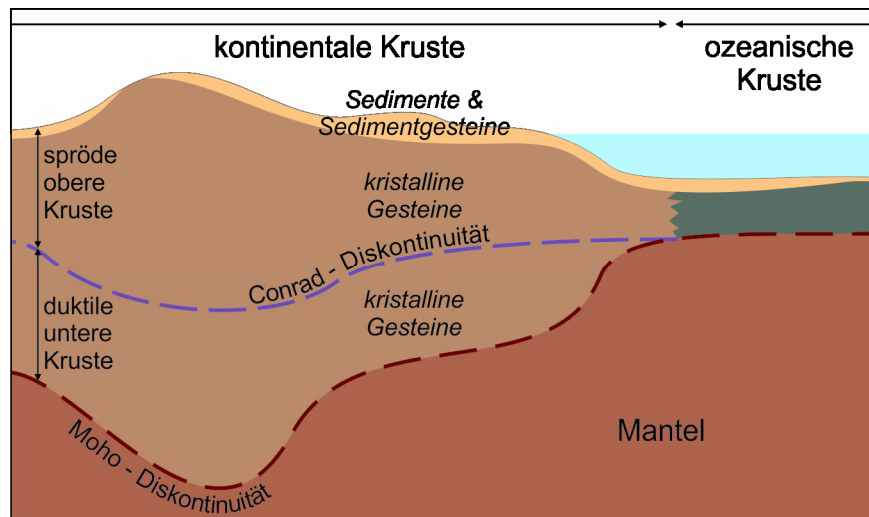 kontinentale Kruste
ozeanische
Kruste
Sedimente &
Sedimentgesteine
spröde
obere
Kruste
kristalline
Gesteine
Conrad - Diskontinuität
duktile
untere
Kruste
kristalline
Gesteine
Moho - Diskontinuität
Mantel